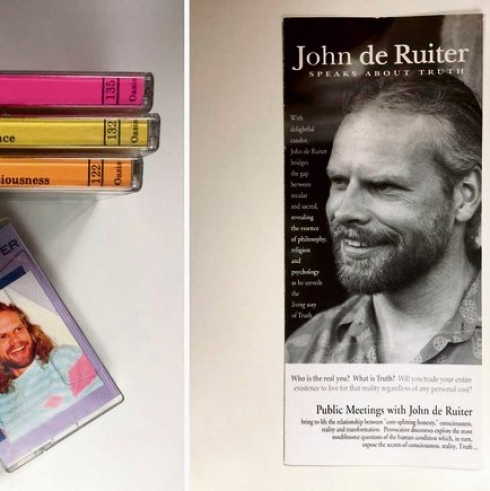 135
Oasis
ce
132
Oasis
iousness
122
Oasis
ER
John de Ruiter
SPEAKS ABOUT TRUTH
With
delightful
candor,
John de Ruiter
bridges
the gap
between
secular
and sacred,
revealing
the essence
of philosophy,
religion
and
psychology
as he unveils
the
living way
of Truth
Who is the real you? What is Truth? Will you trade your entire
existence to live for that reality regardless of any personal cost?
Public Meetings with John de Ruiter
bring to life the relationship between "core-splitting honesty," consciousness,
reality and transformation. Provocative discourses explore the most
troublesome questions of the human condition which, in turn,
expose the secrets of consciousness, reality, Truth...